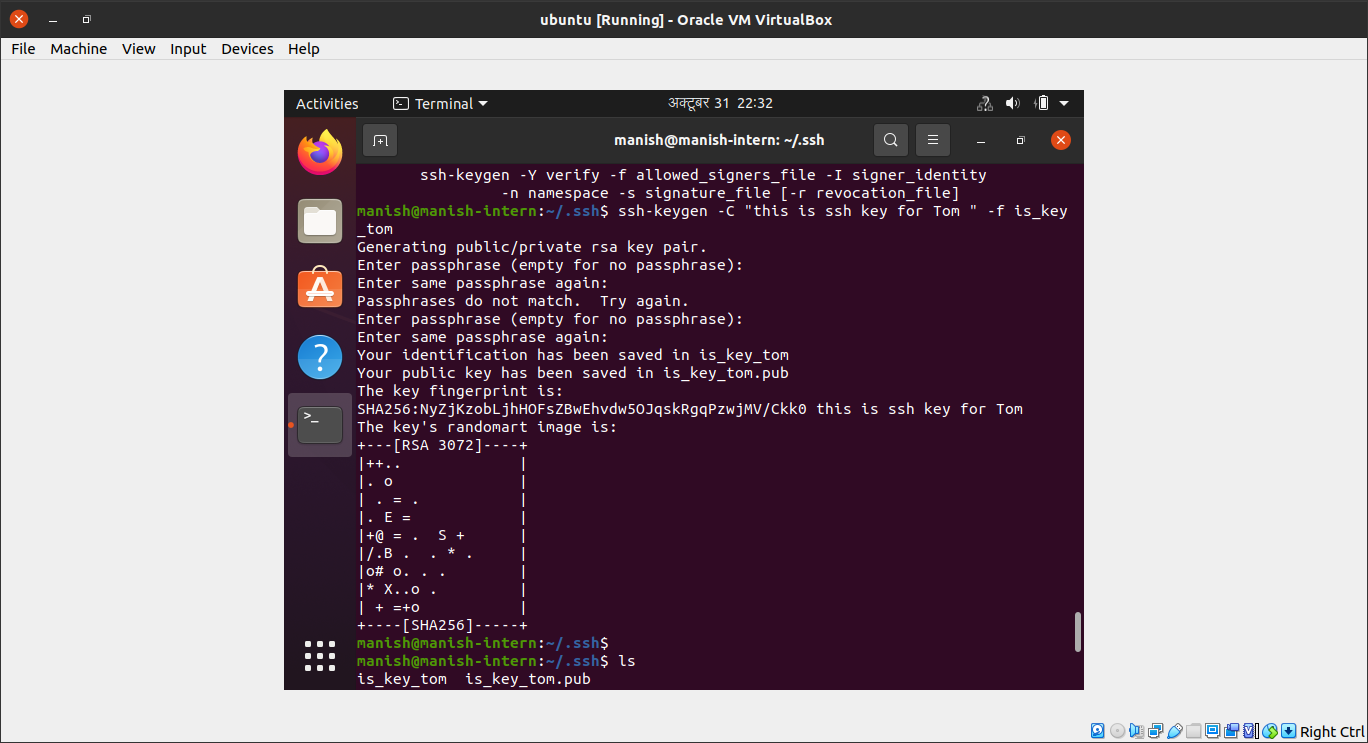 ubuntu [Running] - Oracle VM VirtualBox
File Machine View Input Devices Help
Activities Terminal अक्टूबर 31 22:32
manish@manish-intern: ~/.ssh
ssh-keygen -Y verify -f allowed_signers_file -I signer_identity
-n namespace -s signature_file [-r revocation_file]
manish@manish-intern:~/.ssh$ ssh-keygen -C "this is ssh key for Tom " -f is_key
_tom
Generating public/private rsa key pair.
Enter passphrase (empty for no passphrase):
Enter same passphrase again:
Passphrases do not match.  Try again.
Enter passphrase (empty for no passphrase):
Enter same passphrase again:
Your identification has been saved in is_key_tom
Your public key has been saved in is_key_tom.pub
The key fingerprint is:
SHA256:NyZjKzobLjhHOFsZBwEhvdw5OJqskRgqPzwjMV/Ckk0 this is ssh key for Tom
The key's randomart image is:
+---[RSA 3072]----+
|++..             |
|. o              |
| . = .           |
|. E =            |
|+@ = .  S +      |
|/.B .  . * .     |
|o# o. . .        |
|* X..o .         |
| + =+o           |
+----[SHA256]-----+
manish@manish-intern:~/.ssh$
manish@manish-intern:~/.ssh$ ls
is_key_tom  is_key_tom.pub
Right Ctrl